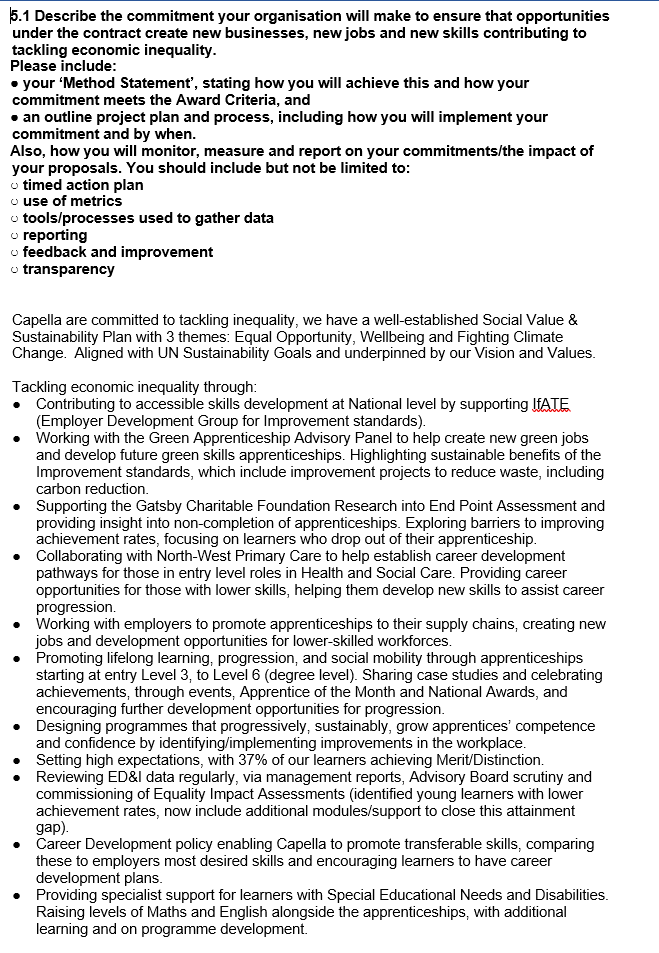 5.1 Describe the commitment your organisation will make to ensure that opportunities
under the contract create new businesses, new jobs and new skills contributing to
tackling economic inequality.
Please include:
● your ‘Method Statement’, stating how you will achieve this and how your
commitment meets the Award Criteria, and
● an outline project plan and process, including how you will implement your
commitment and by when.
Also, how you will monitor, measure and report on your commitments/the impact of
your proposals. You should include but not be limited to:
○ timed action plan
○ use of metrics
○ tools/processes used to gather data
○ reporting
○ feedback and improvement
○ transparency
Capella are committed to tackling inequality, we have a well-established Social Value &
Sustainability Plan with 3 themes: Equal Opportunity, Wellbeing and Fighting Climate
Change. Aligned with UN Sustainability Goals and underpinned by our Vision and Values.
Tackling economic inequality through:
● Contributing to accessible skills development at National level by supporting IfATE
(Employer Development Group for Improvement standards).
● Working with the Green Apprenticeship Advisory Panel to help create new green jobs
and develop future green skills apprenticeships. Highlighting sustainable benefits of the
Improvement standards, which include improvement projects to reduce waste, including
carbon reduction.
● Supporting the Gatsby Charitable Foundation Research into End Point Assessment and
providing insight into non-completion of apprenticeships. Exploring barriers to improving
achievement rates, focusing on learners who drop out of their apprenticeship.
● Collaborating with North-West Primary Care to help establish career development
pathways for those in entry level roles in Health and Social Care. Providing career
opportunities for those with lower skills, helping them develop new skills to assist career
progression.
● Working with employers to promote apprenticeships to their supply chains, creating new
jobs and development opportunities for lower-skilled workforces.
● Promoting lifelong learning, progression, and social mobility through apprenticeships
starting at entry Level 3, to Level 6 (degree level). Sharing case studies and celebrating
achievements, through events, Apprentice of the Month and National Awards, and
encouraging further development opportunities for progression.
● Designing programmes that progressively, sustainably, grow apprentices’ competence
and confidence by identifying/implementing improvements in the workplace.
● Setting high expectations, with 37% of our learners achieving Merit/Distinction.
● Reviewing ED&I data regularly, via management reports, Advisory Board scrutiny and
commissioning of Equality Impact Assessments (identified young learners with lower
achievement rates, now include additional modules/support to close this attainment
gap).
● Career Development policy enabling Capella to promote transferable skills, comparing
these to employers most desired skills and encouraging learners to have career
development plans.
● Providing specialist support for learners with Special Educational Needs and Disabilities.
Raising levels of Maths and English alongside the apprenticeships, with additional
learning and on programme development.